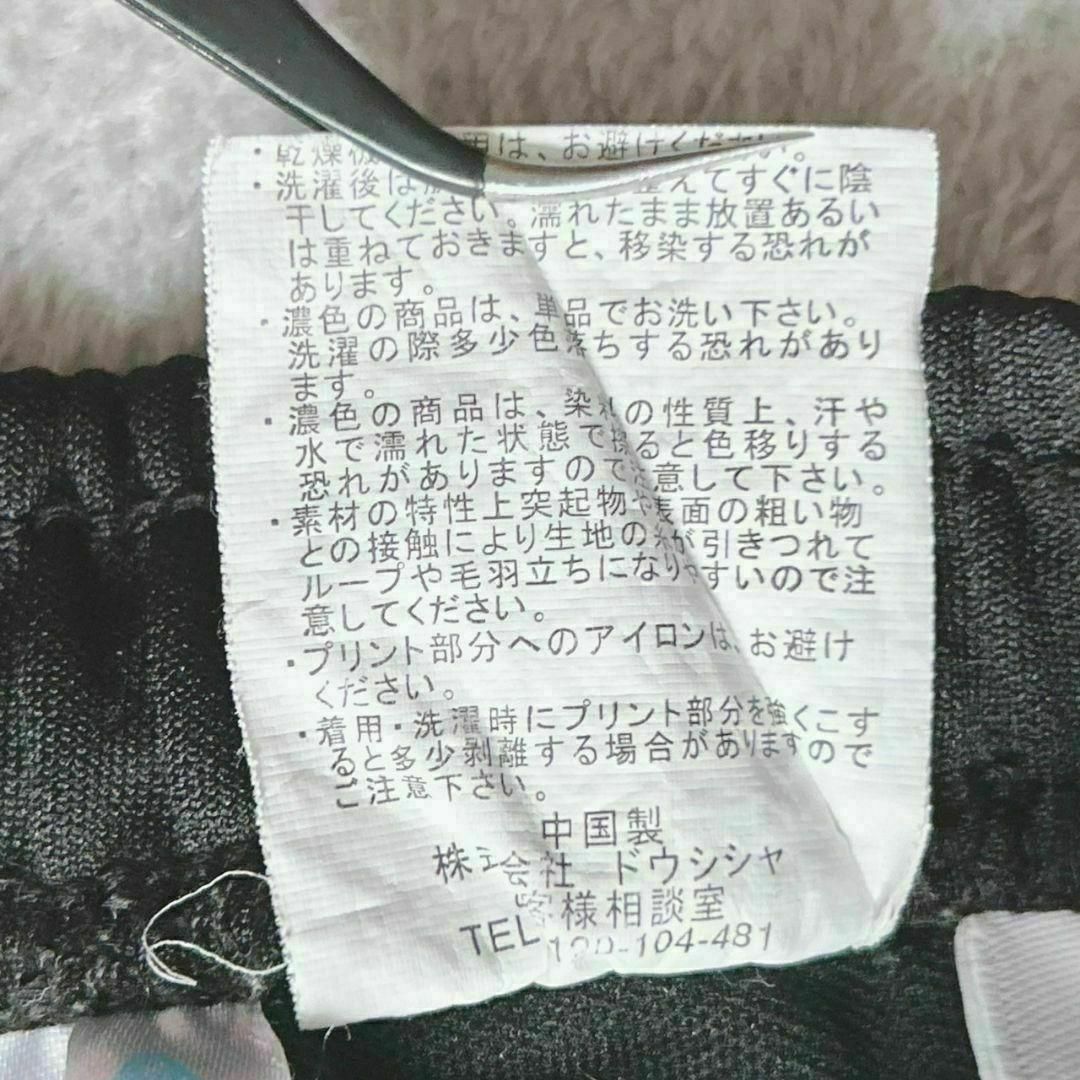 ・乾燥機 は、お避けください。
・洗濯後は 整えてすぐに陰
干してください。濡れたまま放置あるい
は重ねておきますと、移染する恐れが
あります。
・濃色の商品は、単品でお洗い下さい。
洗濯の際多少色落ちする恐れがあり
ます。
・濃色の商品は、染料の性質上、汗や
水で濡れた状態で擦ると色移りする
恐れがありますので注意して下さい。
・素材の特性上突起物や表面の粗い物
との接触により生地の糸が引きつれて
ループや毛羽立ちになりやすいので注
意してください。
・プリント部分へのアイロンは、お避け
ください。
・着用・洗濯時にプリント部分を強くこす
ると多少剥離する場合がありますので
ご注意下さい。
中国製
株式会社 ドウシシャ
客様相談室
TEL 120-104-481